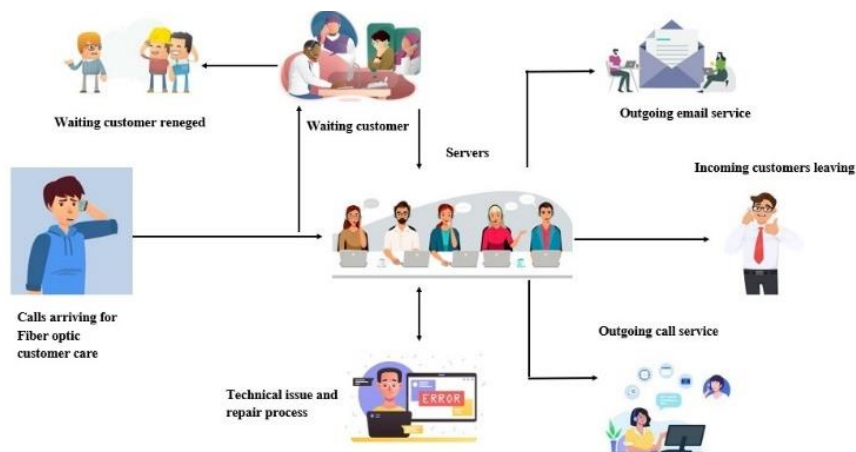 Waiting customer reneged
Waiting customer
Servers
Outgoing email service
Incoming customers leaving
Calls arriving for
Fiber optic
customer care
Technical issue and
repair process
ERROR
Outgoing call service